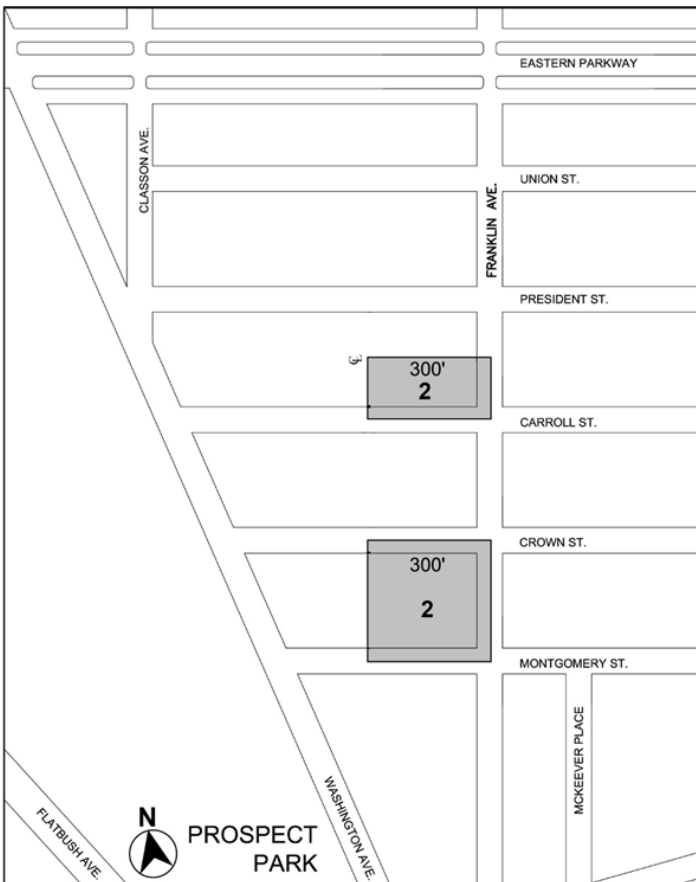 EASTERN PARKWAY
CLASSON AVE.
UNION ST.
FRANKLIN AVE.
PRESIDENT ST.
℄
300'
2
CARROLL ST.
CROWN ST.
300'
2
MONTGOMERY ST.
MCKEEVER PLACE
WASHINGTON AVE.
FLATBUSH AVE.
N
PROSPECT
PARK